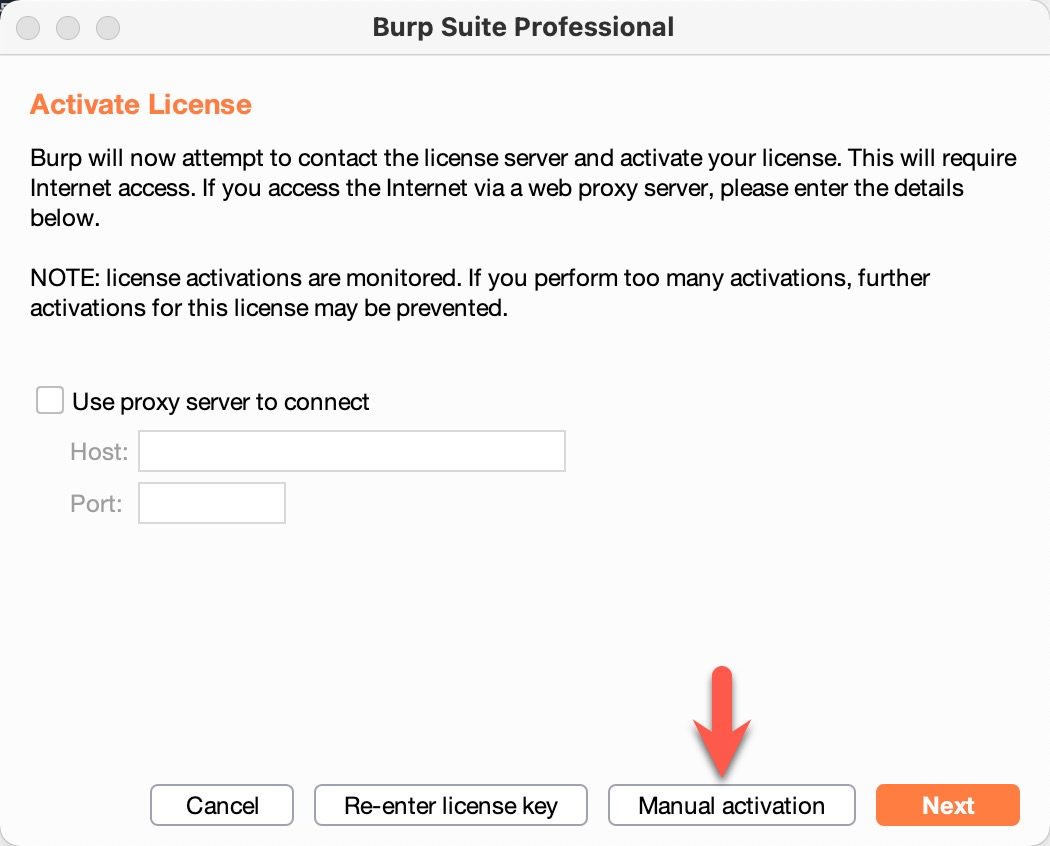 Burp Suite Professional
Activate License
Burp will now attempt to contact the license server and activate your license. This will require
Internet access. If you access the Internet via a web proxy server, please enter the details
below.
NOTE: license activations are monitored. If you perform too many activations, further
activations for this license may be prevented.
Use proxy server to connect
Host:
Port:
Cancel
Re-enter license key
Manual activation
Next